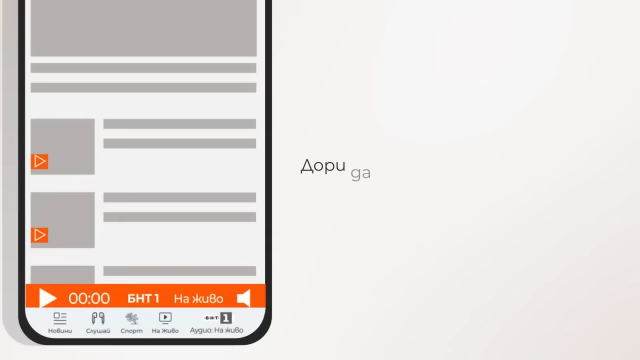 Дори да
00:00 БНТ 1 На живо
Новини Слушай Спорт На Живо Аудио: На живо
БНТ 1